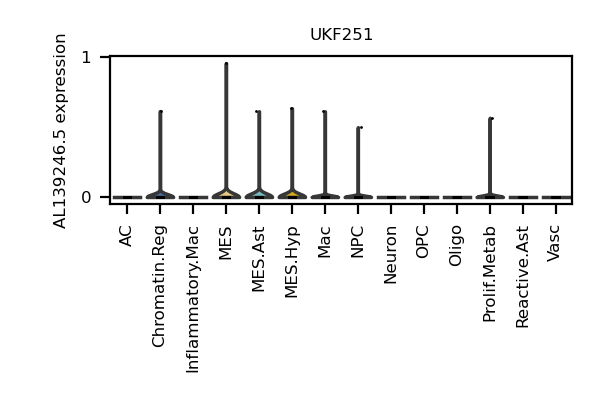 UKF251
AL139246.5 expression
1
0
AC
Chromatin.Reg
Inflammatory.Mac
MES
MES.Ast
MES.Hyp
Mac
NPC
Neuron
OPC
Oligo
Prolif.Metab
Reactive.Ast
Vasc